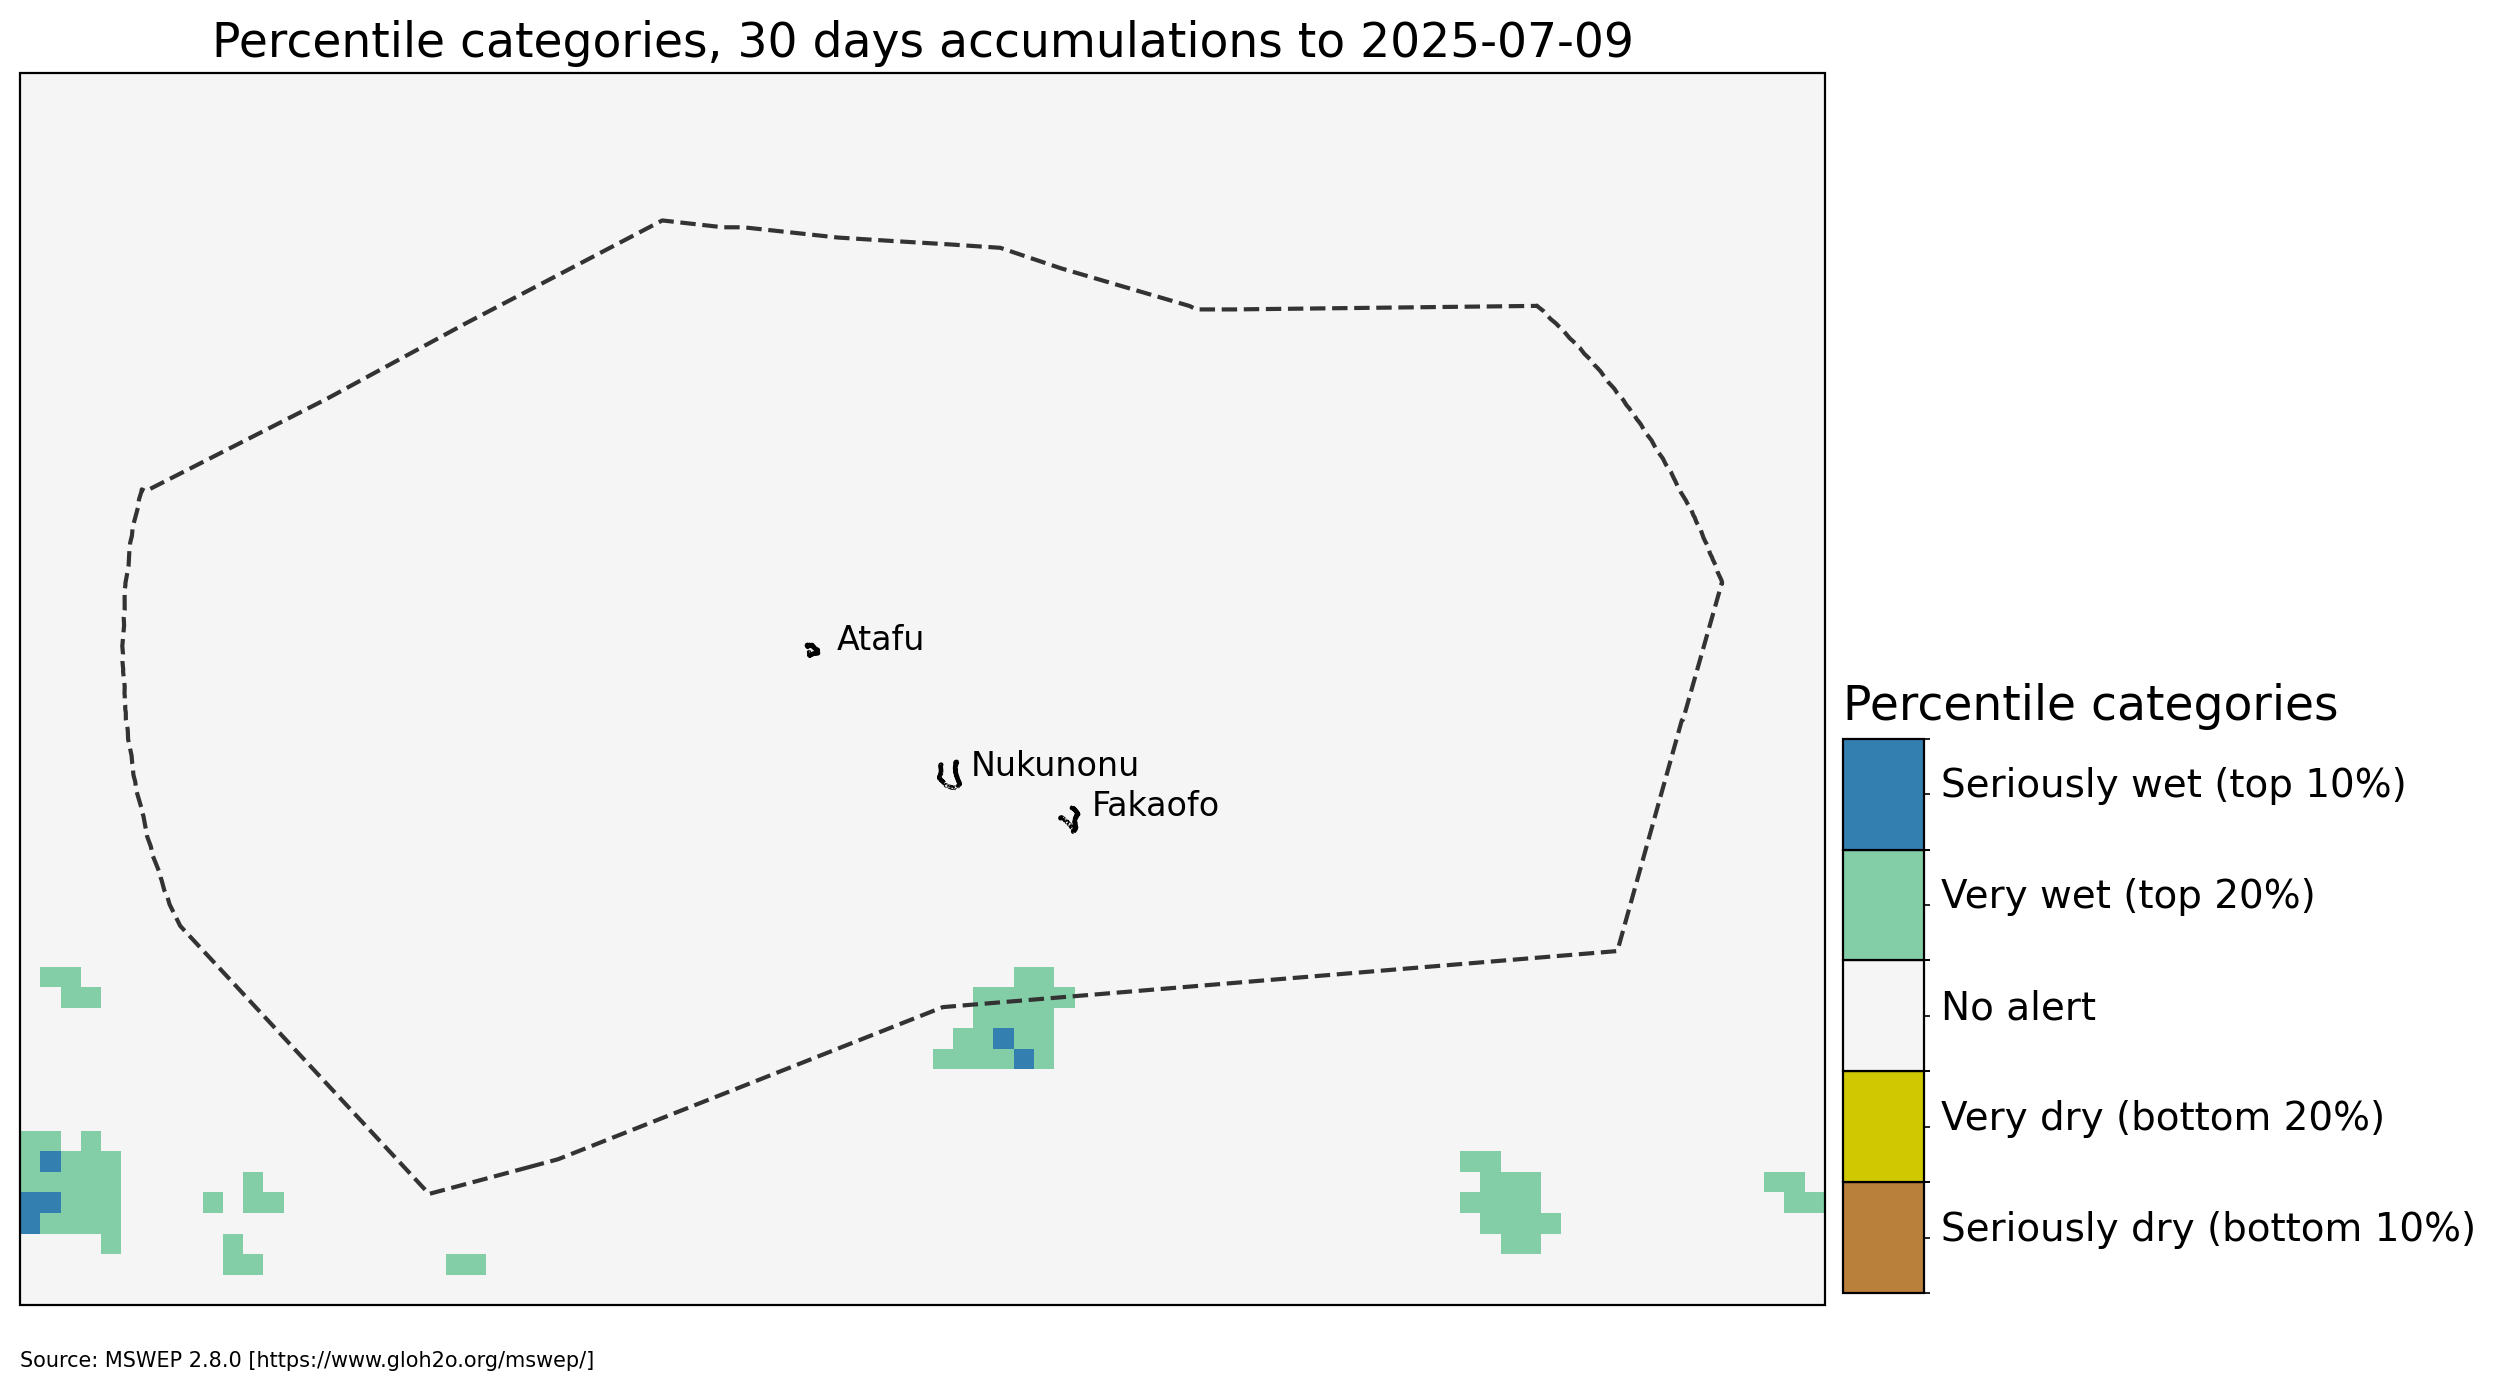 Percentile categories, 30 days accumulations to 2025-07-09
Atafu
Nukunonu
Fakaofo
Percentile categories
Seriously wet (top 10%)
Very wet (top 20%)
No alert
Very dry (bottom 20%)
Seriously dry (bottom 10%)
Source: MSWEP 2.8.0 [https://www.gloh2o.org/mswep/]